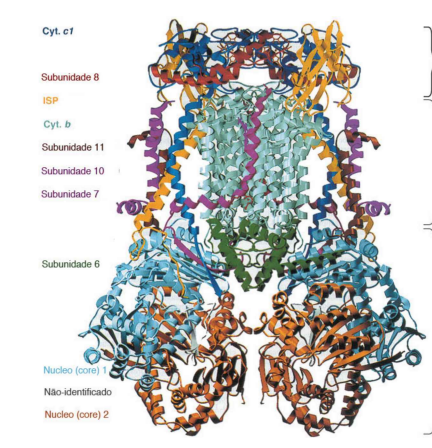 Cyt. c1
Subunidade 8
ISP
Cyt. b
Subunidade 11
Subunidade 10
Subunidade 7
Subunidade 6
Nucleo (core) 1
Não-identificado
Nucleo (core) 2